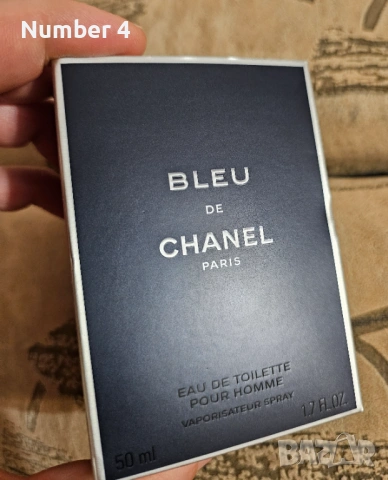 Number 4
BLEU
DE
CHANEL
PARIS
EAU DE TOILETTE
POUR HOMME
VAPORISATEUR SPRAY
50 ml
1.7 FL.OZ.
BAZAR